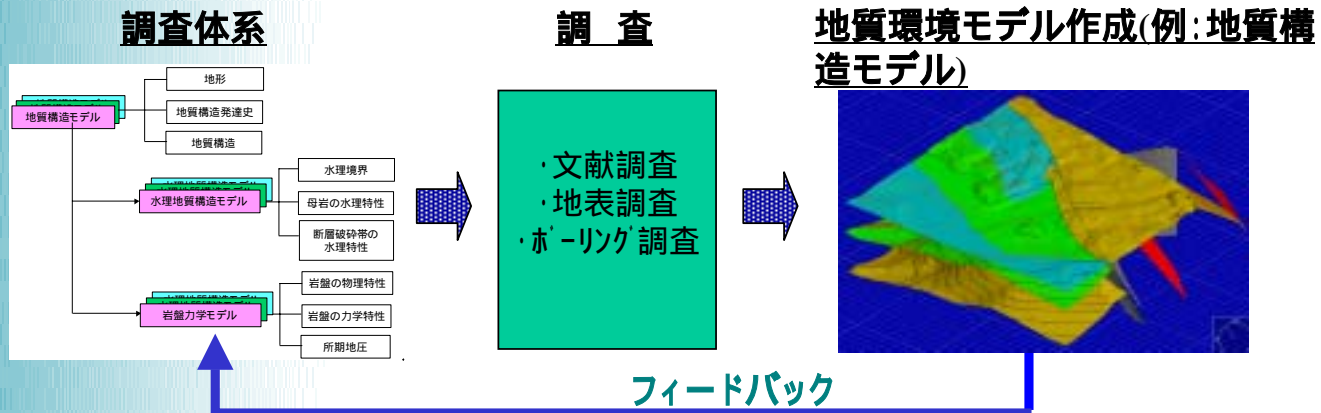 調査体系
地形
地質構造モデル
地質構造発達史
地質構造
水理境界
水理地質構造モデル
母岩の水理特性
断層破砕帯の
水理特性
岩盤の物理特性
岩盤力学モデル
岩盤の力学特性
所期地圧
調 査
・文献調査
・地表調査
・ボーリング調査
地質環境モデル作成(例:地質構
造モデル)
フィードバック